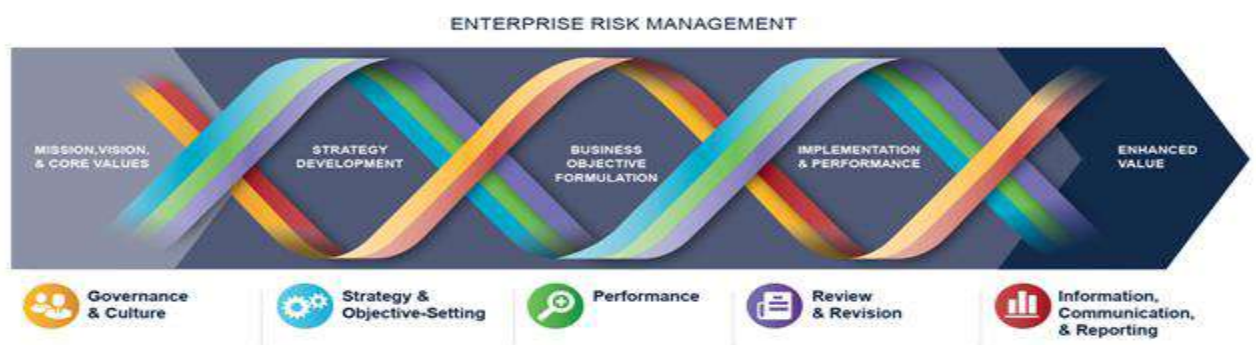 ENTERPRISE RISK MANAGEMENT
MISSION,VISION,
& CORE VALUES
STRATEGY
DEVELOPMENT
BUSINESS
OBJECTIVE
FORMULATION
IMPLEMENTATION
& PERFORMANCE
ENHANCED
VALUE
Governance
& Culture
Strategy &
Objective-Setting
Performance
Review
& Revision
Information,
Communication,
& Reporting